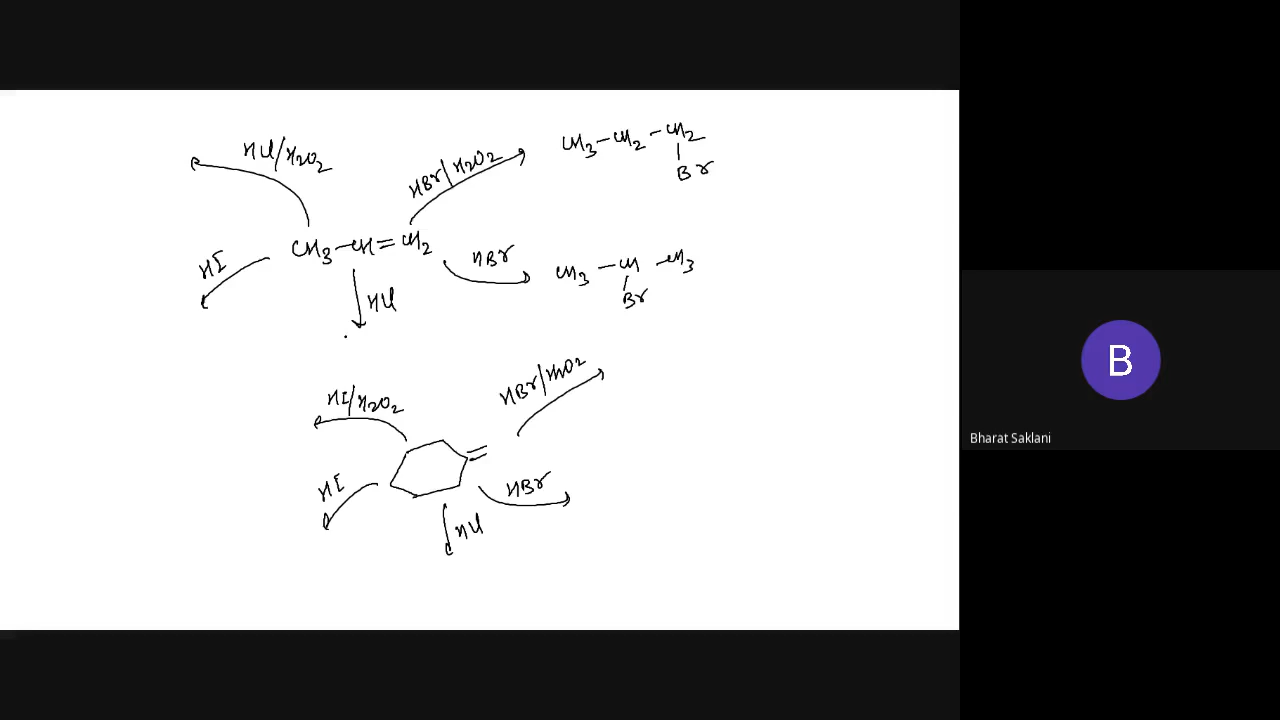 HCl/H2O2
HBr/H2O2
CH3-CH2-CH2
Br
CH3-CH=CH2
HI
HCl
HBr
CH3-CH-CH3
Br
HI/H2O2
HBr/H2O2
HI
HCl
HBr
B
Bharat Saklani